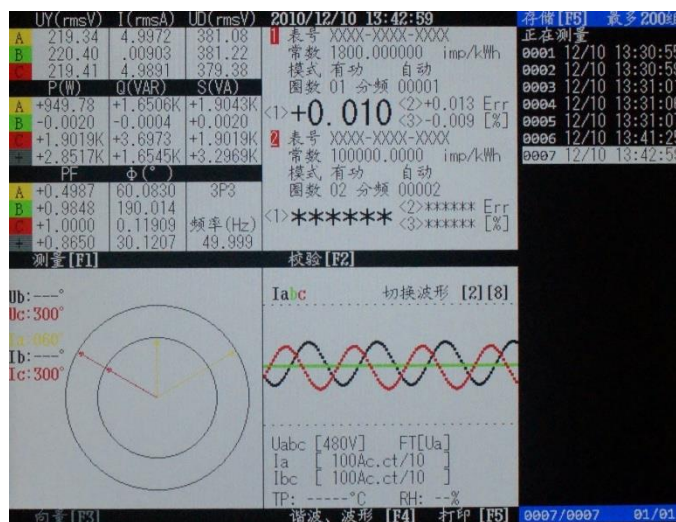 UY(rmsV) I(rmsA) UD(rmsV)
A 219.34 4.9972 381.08
B 220.40 .00903 381.22
C 219.41 4.9891 379.38
P(W) Q(VAR) S(VA)
A +949.78 +1.6506K +1.9043K
B -0.0020 -0.0004 +0.0020
C +1.9019K +3.6973 +1.9019K
+ +2.8517K +1.6545K +3.2969K
PF Φ(°)
A +0.4987 60.0830 3P3
B +0.9848 190.014
C +1.0000 0.11909 频率(Hz)
+ +0.8650 30.1207 49.999
测量[F1]
2010/12/10 13:42:59
1 表号 XXXX-XXXX-XXXX
常数 1800.000000 imp/kWh
模式 有功 自动
圈数 01 分频 00001
<1>+0.010 <2>+0.013 Err
<3>-0.009 [%]
2 表号 XXXX-XXXX-XXXX
常数 100000.0000 imp/kWh
模式 有功 自动
圈数 02 分频 00002
<1>****** <2>****** Err
<3>****** [%]
校验[F2]
存储[F5] 最多200组
正在测量
0001 12/10 13:30:55
0002 12/10 13:30:59
0003 12/10 13:31:0
0004 12/10 13:31:0
0005 12/10 13:31:0
0006 12/10 13:41:2
0007 12/10 13:42:5
Ub:---°
Uc:300°
Ib:---°
Ic:300°
向量[F3]
Iabc 切换波形 [2][8]
Uabc [480V] FT[Ua]
Ia [ 100Ac.ct/10 ]
Ibc [ 100Ac.ct/10 ]
TP: -----°C RH: --%
谐波、波形 [F4] 打印 [F5]
0007/0007 01/01